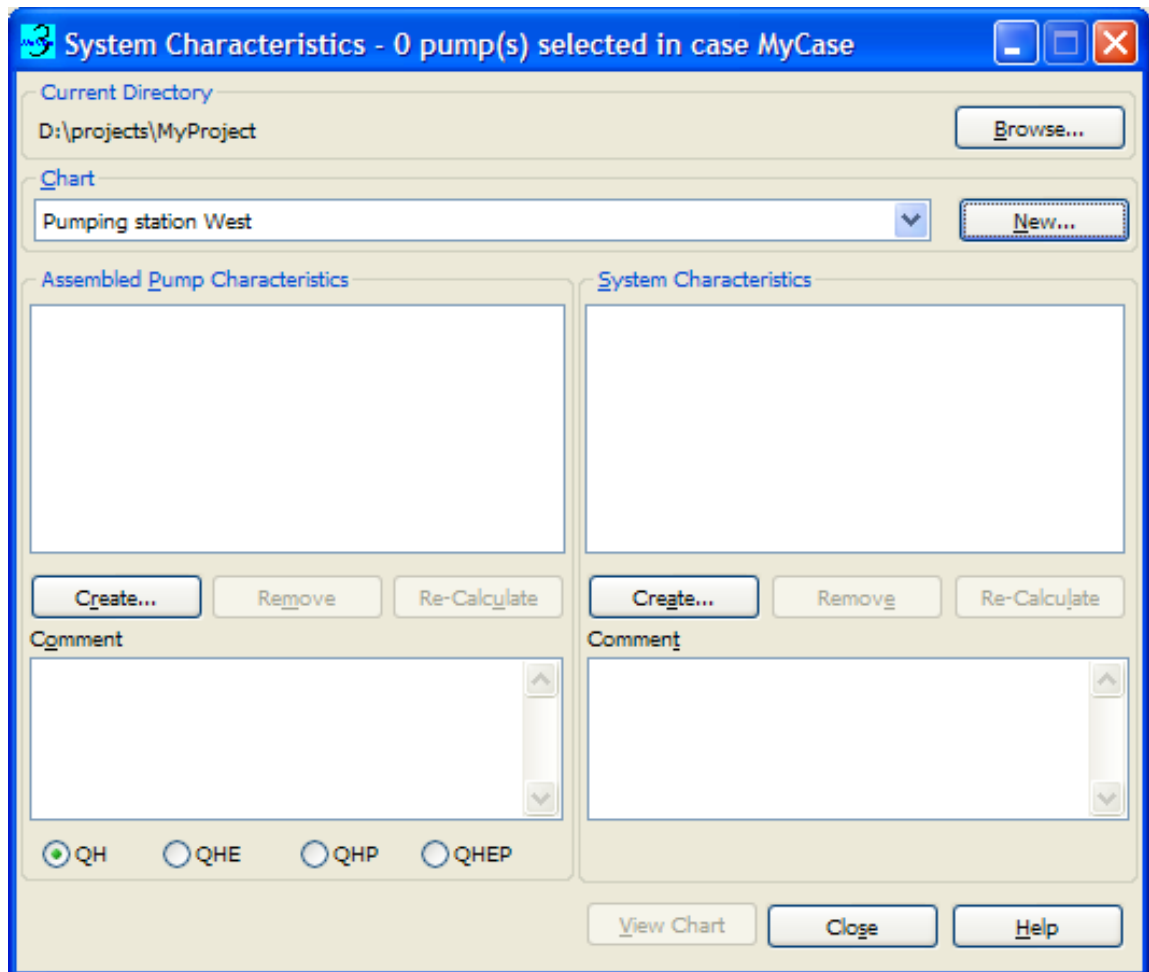 System Characteristics - 0 pump(s) selected in case MyCase
Current Directory
D:\projects\MyProject
Browse...
Chart
Pumping station West
New...
Assembled Pump Characteristics
System Characteristics
Create...
Remove
Re-Calculate
Create...
Remove
Re-Calculate
Comment
Comment
QH
QHE
QHP
QHEP
View Chart
Close
Help